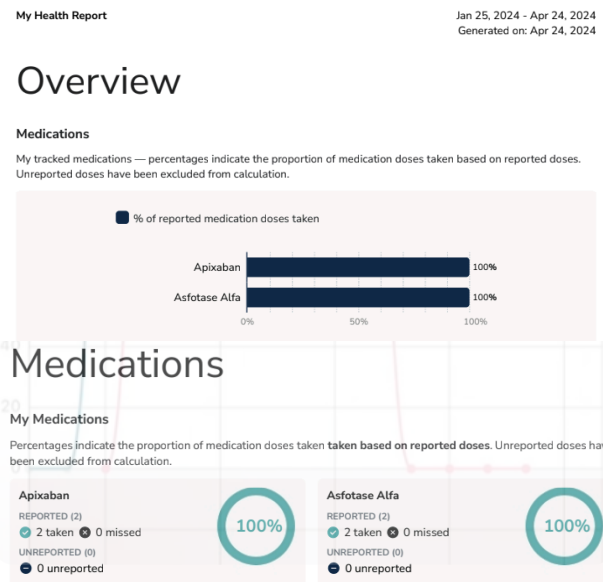 My Health Report
Jan 25, 2024 - Apr 24, 2024
Generated on: Apr 24, 2024
Overview
Medications
My tracked medications — percentages indicate the proportion of medication doses taken based on reported doses.
Unreported doses have been excluded from calculation.
% of reported medication doses taken
Apixaban 100%
Asfotase Alfa 100%
0% 50% 100%
40
Medications
20
My Medications
Percentages indicate the proportion of medication doses taken taken based on reported doses. Unreported doses
been excluded from calculation.
Apixaban
REPORTED (2)
2 taken 0 missed
UNREPORTED (0)
0 unreported
100%
Asfotase Alfa
REPORTED (2)
2 taken 0 missed
UNREPORTED (0)
0 unreported
100%